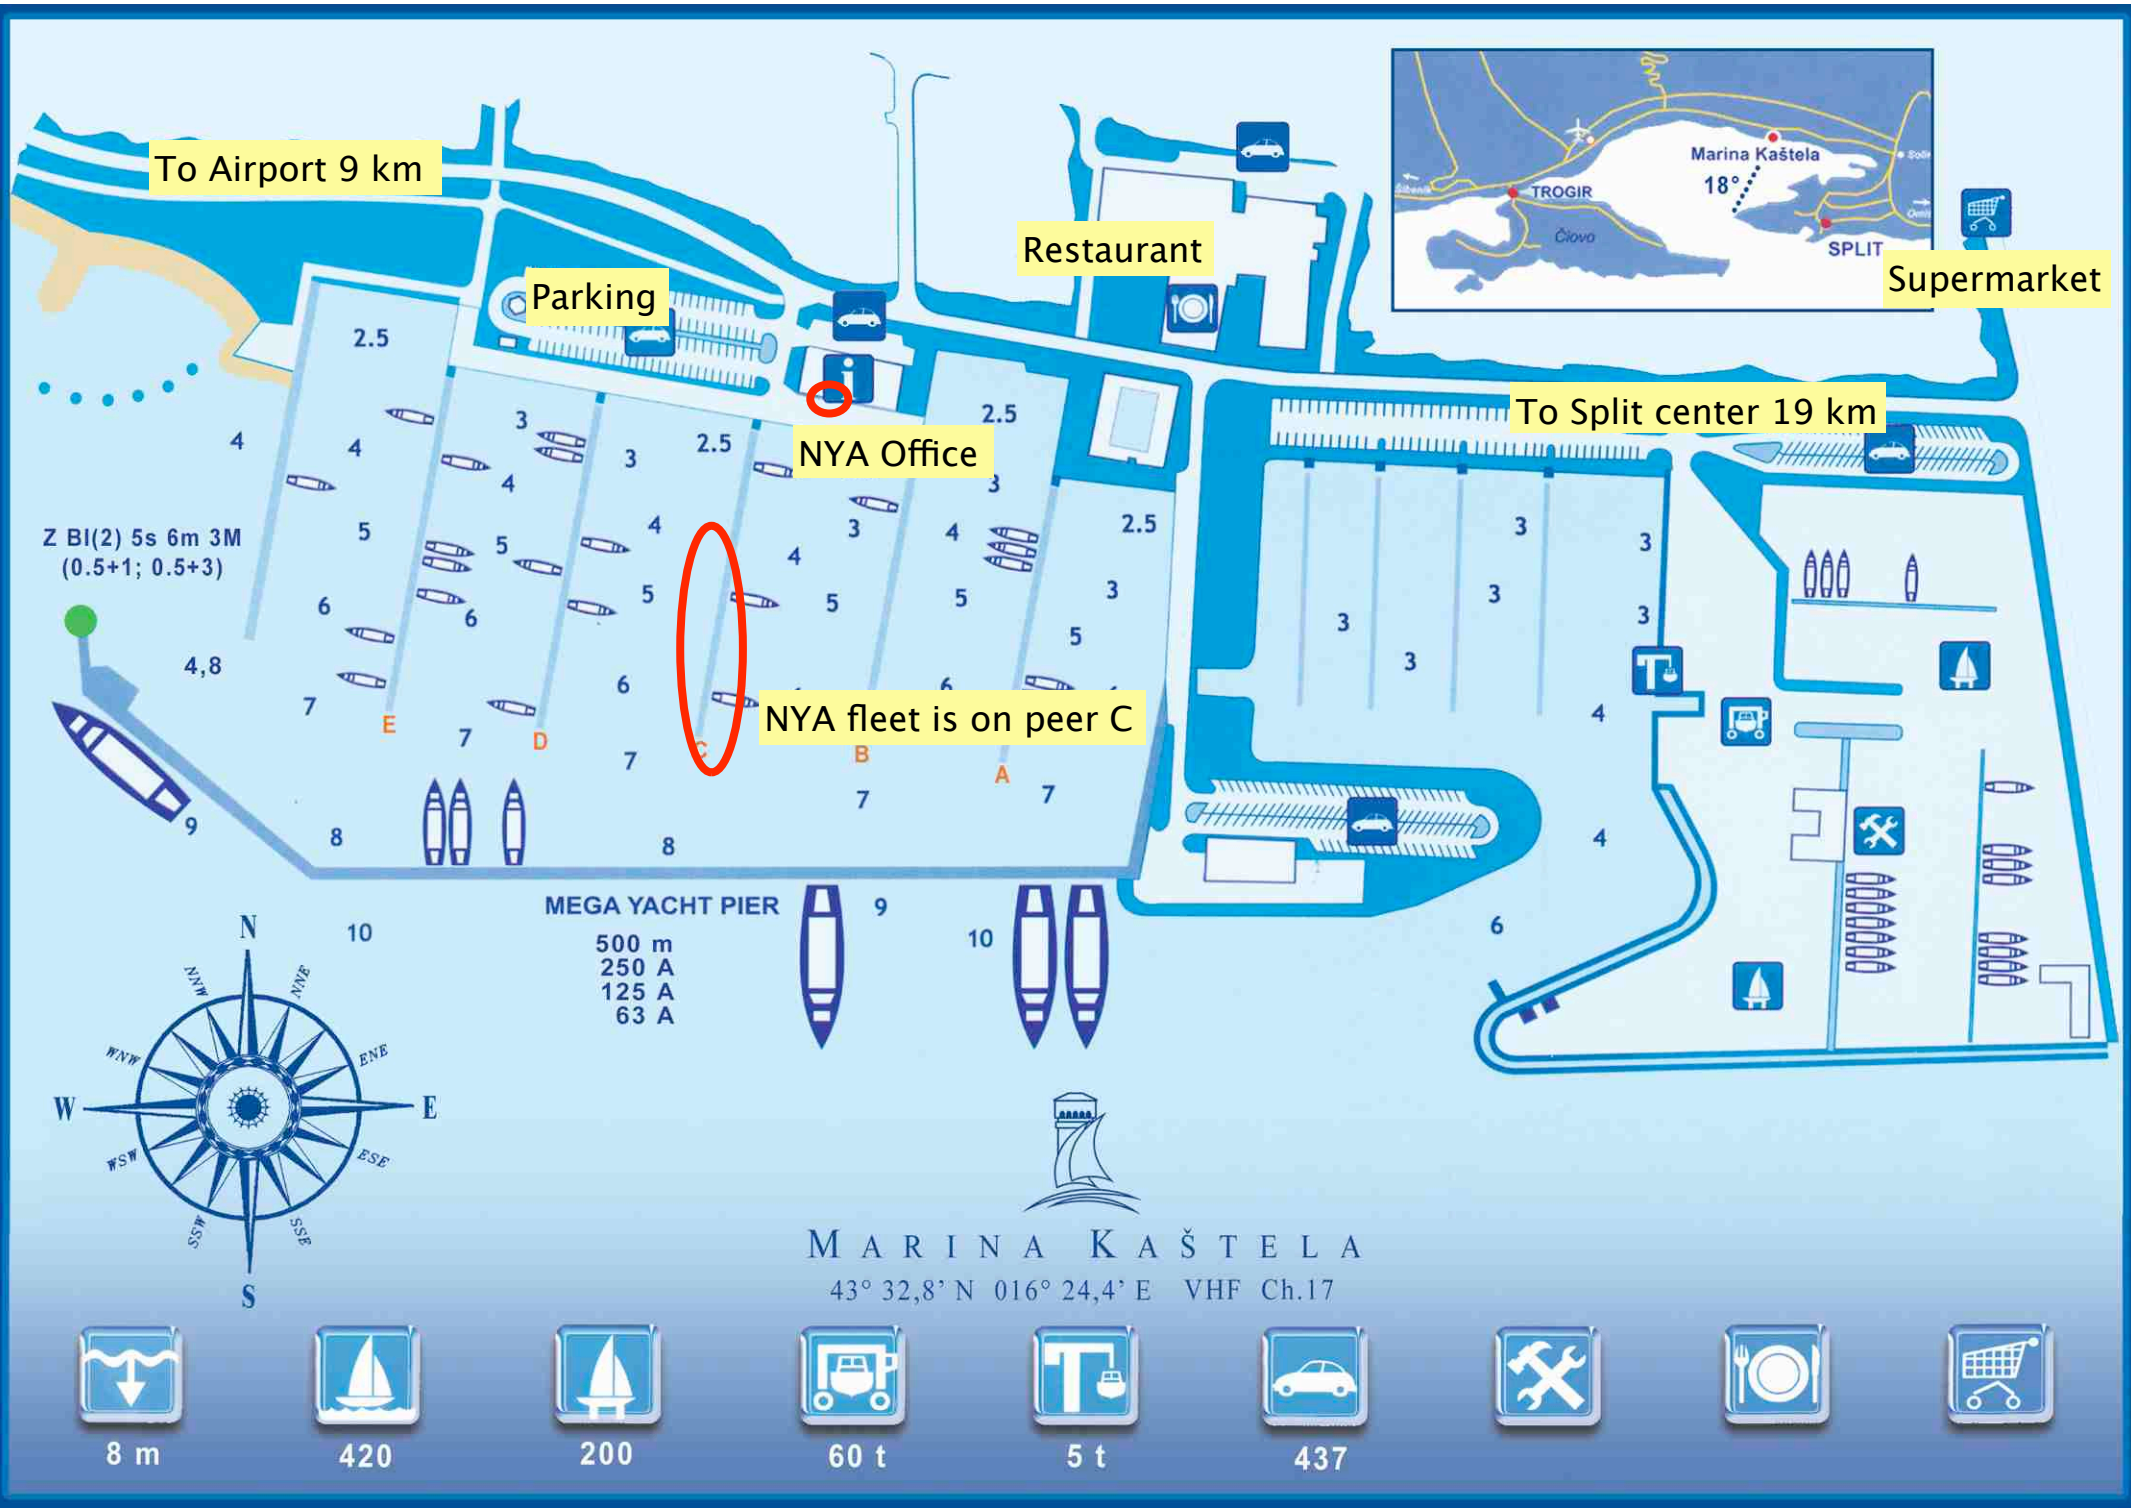 To Airport 9 km
Marina Kaštela
18°
TROGIR
Šibenik
Čiovo
SPLIT
Restaurant
Supermarket
Parking
2.5
To Split center 19 km
NYA Office
4
4
3
4
3
2.5
2.5
3
Z BI(2) 5s 6m 3M
(0.5+1; 0.5+3)
5
5
4
4
3
4
2.5
3
3
6
6
5
5
5
3
3
3
3
4,8
7
6
6
5
3
4
NYA fleet is on peer C
E
7
D
7
C
B
A
7
7
9
8
8
4
MEGA YACHT PIER
500 m
250 A
125 A
63 A
9
10
10
6
N
NNW
NNE
WNW
ENE
W
E
WSW
ESE
SSW
SSE
S
MARINA KAŠTELA
43° 32,8' N 016° 24,4' E VHF Ch.17
8 m
420
200
60 t
5 t
437